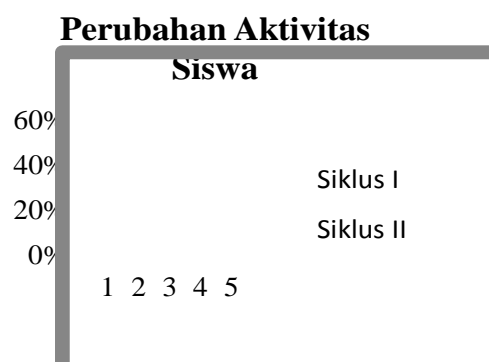 Perubahan Aktivitas
Siswa
60%
40%
20%
0%
Siklus I
Siklus II
1 2 3 4 5